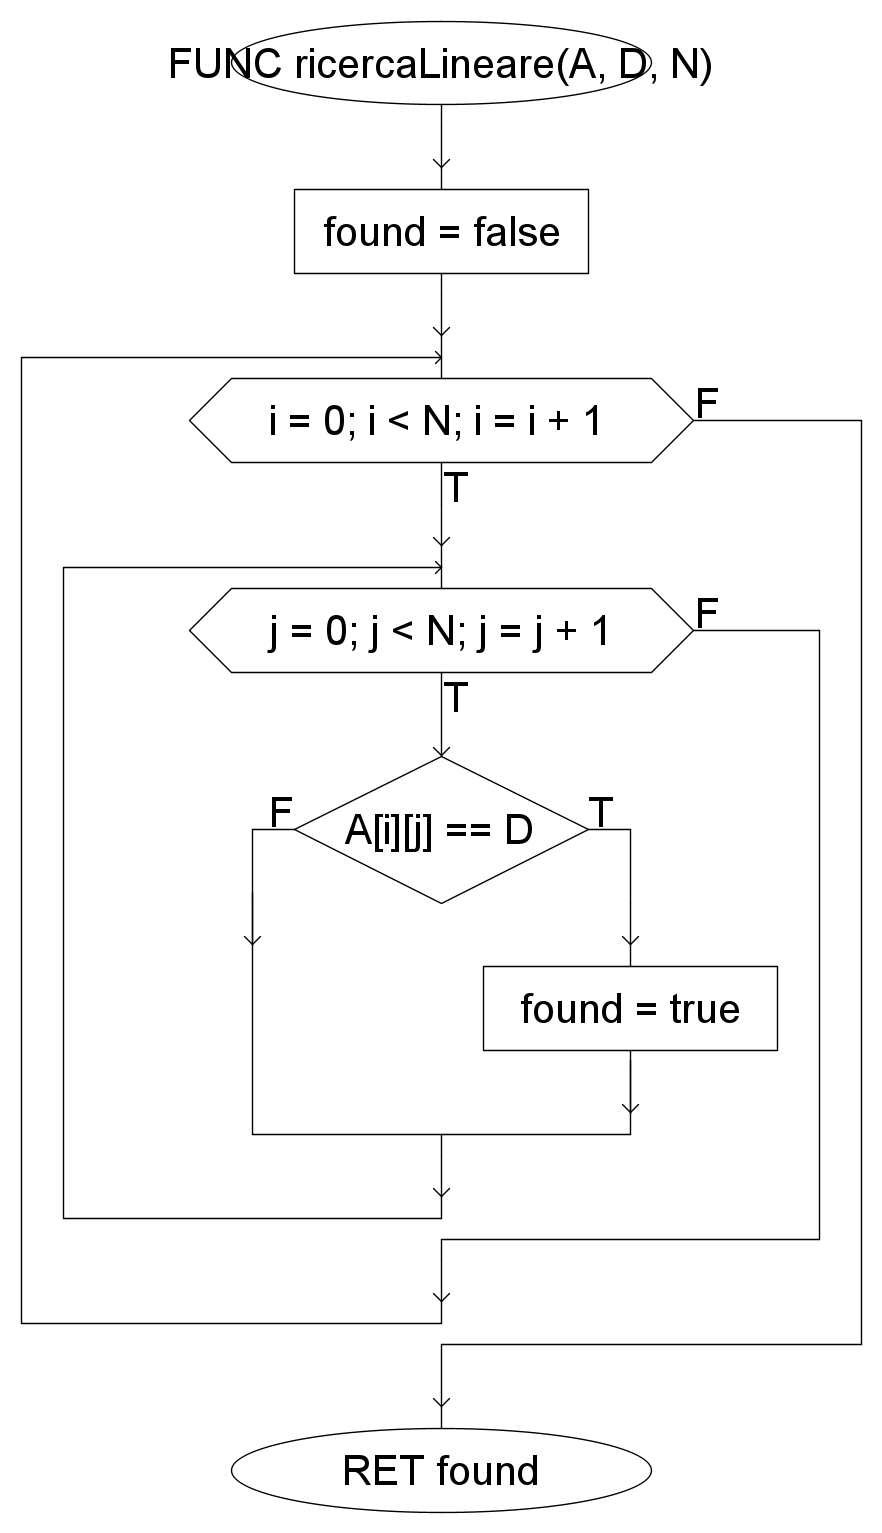 FUNC ricercaLineare(A, D, N)
found = false
i = 0; i < N; i = i + 1
F
T
j = 0; j < N; j = j + 1
F
T
F
A[i][j] == D
T
found = true
RET found